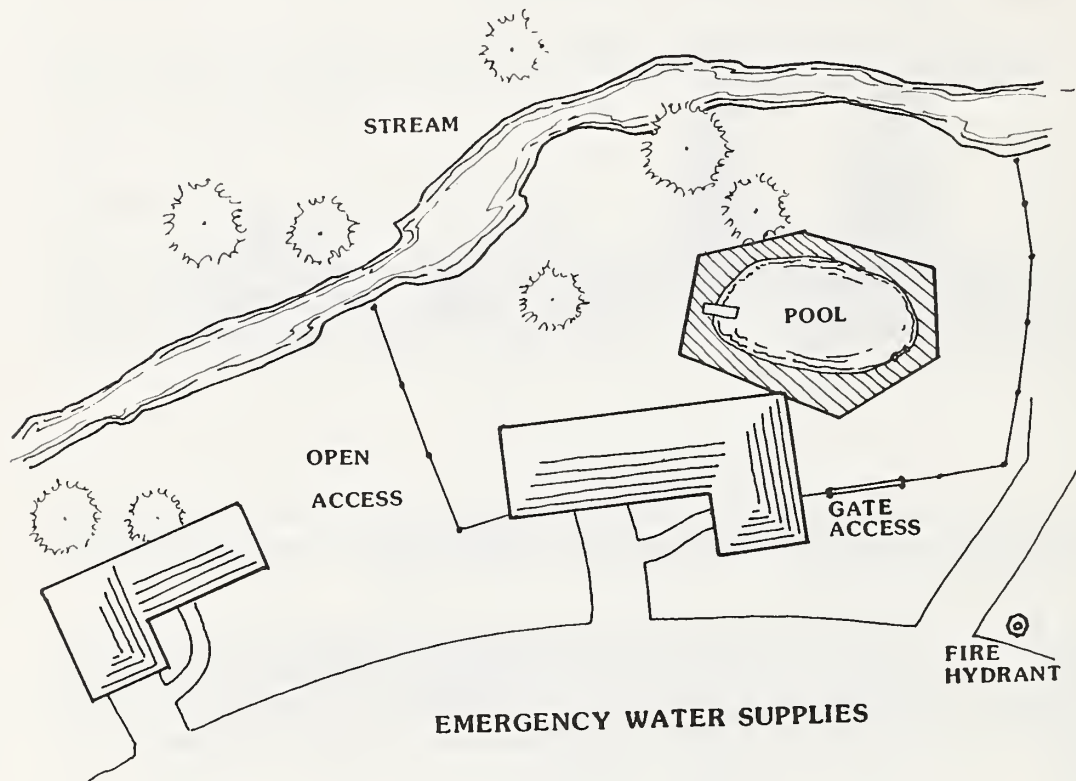 STREAM
POOL
OPEN
ACCESS
GATE
ACCESS
FIRE
HYDRANT
EMERGENCY WATER SUPPLIES